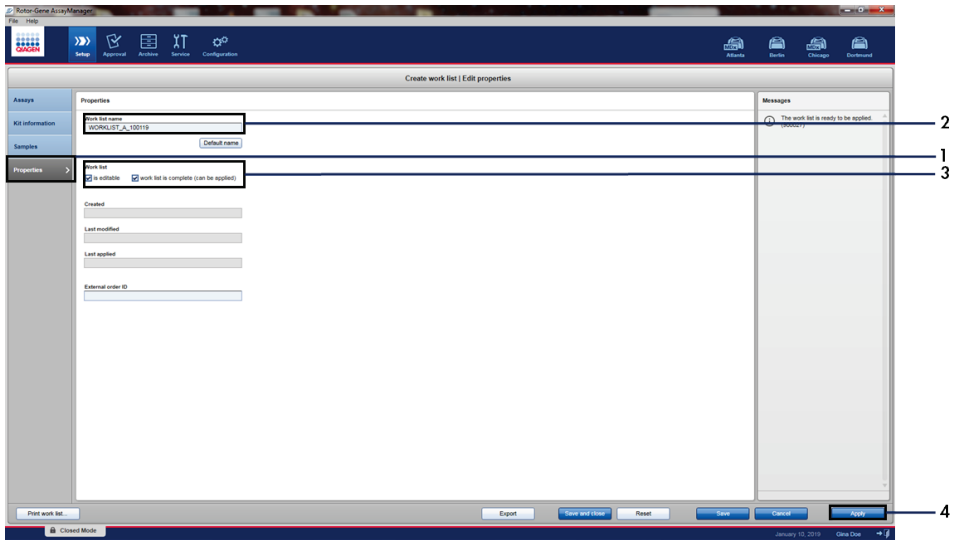 Rotor-Gene AssayManager
File Help
QIAGEN
Setup Approval Archive Service Configuration
Atlanta Berlin Chicago Dortmund
Create work list | Edit properties
Assays
Kit information
Samples
Properties
Properties
Work list name
WORKLIST_A_100119
Default name
Work list
is editable work list is complete (can be applied)
Created
Last modified
Last applied
External order ID
Messages
The work list is ready to be applied.
2
1
3
4
Print work list...
Export Save and close Reset Save Cancel Apply
Closed Mode
January 10, 2019 Gina Doe